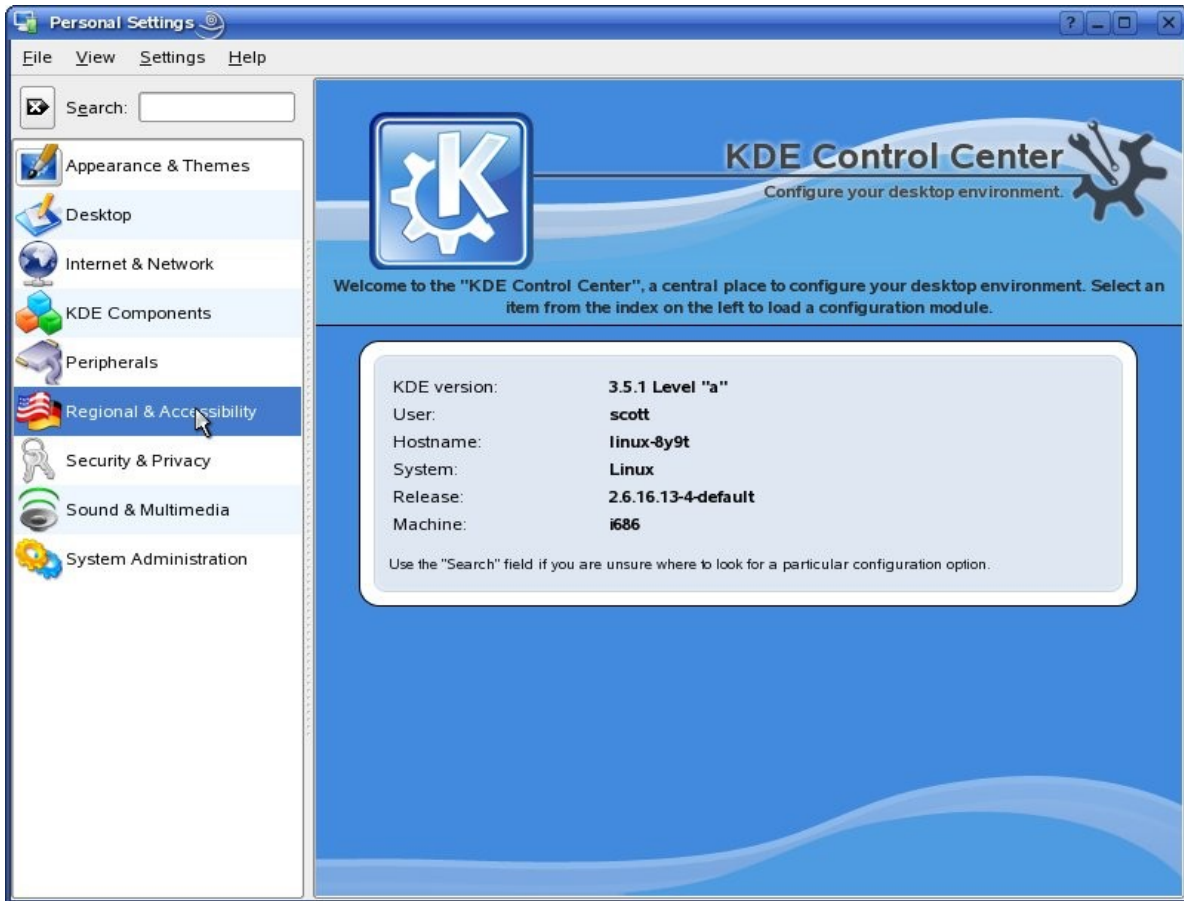 Personal Settings
File View Settings Help
Search:
Appearance & Themes
Desktop
Internet & Network
KDE Components
Peripherals
Regional & Accessibility
Security & Privacy
Sound & Multimedia
System Administration
KDE Control Center
Configure your desktop environment.
Welcome to the "KDE Control Center", a central place to configure your desktop environment. Select an
item from the index on the left to load a configuration module.
KDE version: 3.5.1 Level "a"
User: scott
Hostname: linux-8y9t
System: Linux
Release: 2.6.16.13-4-default
Machine: i686
Use the "Search" field if you are unsure where to look for a particular configuration option.